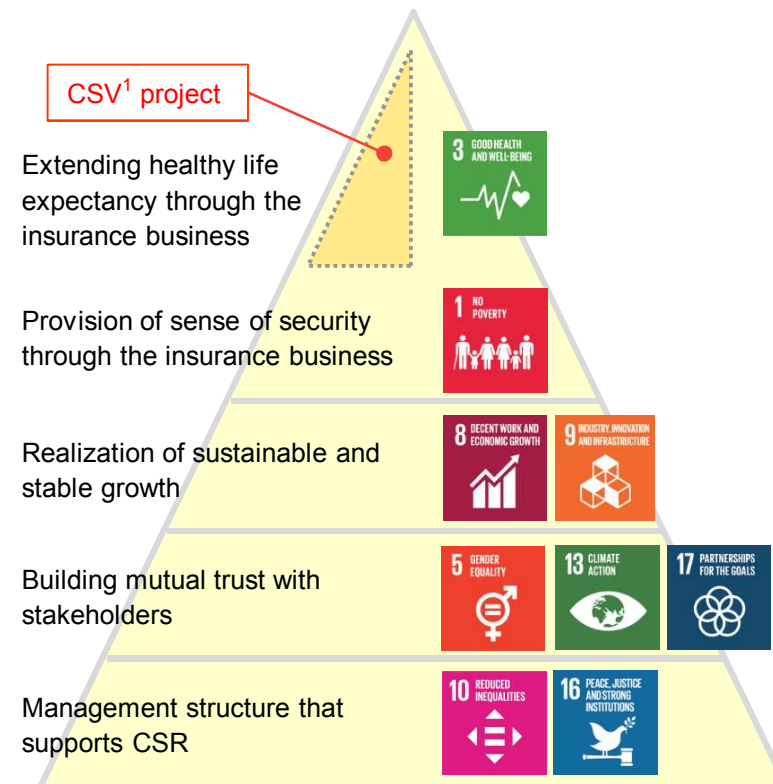 CSV1 project
Extending healthy life
expectancy through the
insurance business
3 GOOD HEALTH
AND WELL-BEING
Provision of sense of security
through the insurance business
1 NO
POVERTY
Realization of sustainable and
stable growth
8 DECENT WORK AND
ECONOMIC GROWTH
9 INDUSTRY, INNOVATION
AND INFRASTRUCTURE
Building mutual trust with
stakeholders
5 GENDER
EQUALITY
13 CLIMATE
ACTION
17 PARTNERSHIPS
FOR THE GOALS
Management structure that
supports CSR
10 REDUCED
INEQUALITIES
16 PEACE, JUSTICE
AND STRONG
INSTITUTIONS